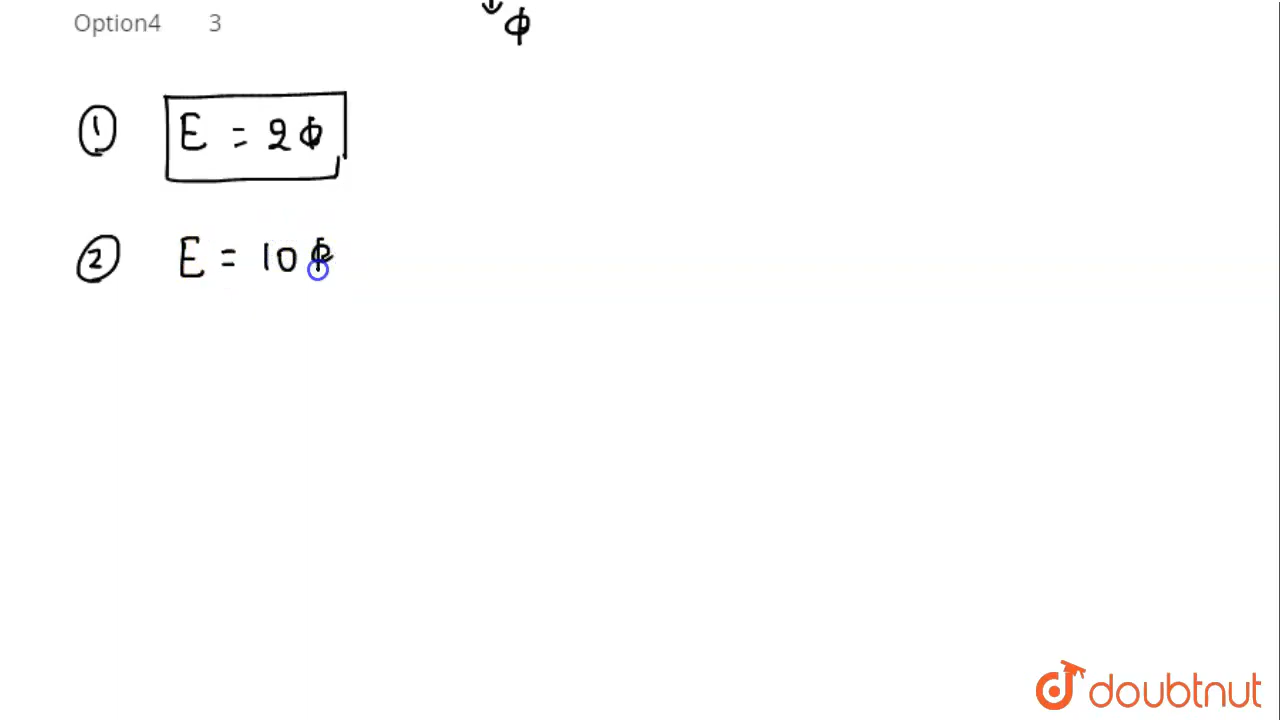 Option4 3
ϕ
① E = 2ϕ
② E = 10ϕ
doubtnut